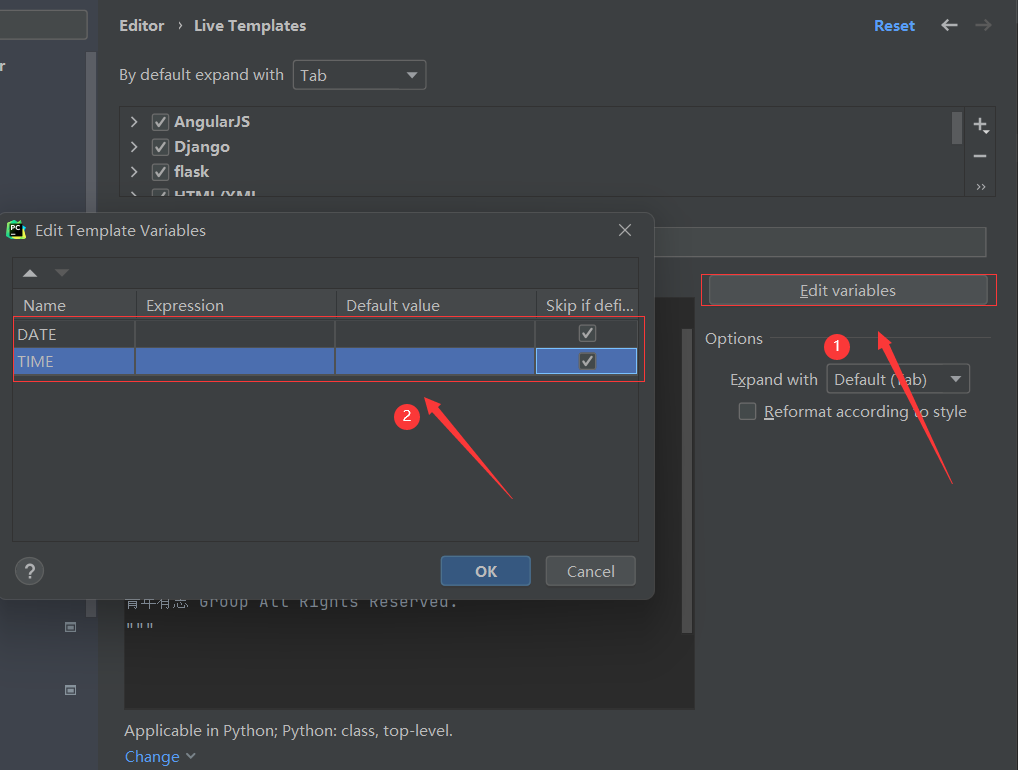 Editor › Live Templates Reset
By default expand with Tab
AngularJS
Django
flask
HTML/XML
PC Edit Template Variables
Edit variables
Name Expression Default value Skip if defi...
DATE
TIME
Options
1
Expand with Default (Tab)
Reformat according to style
2
? OK Cancel
青年有志 Group All Rights Reserved.
"""
Applicable in Python; Python: class, top-level.
Change